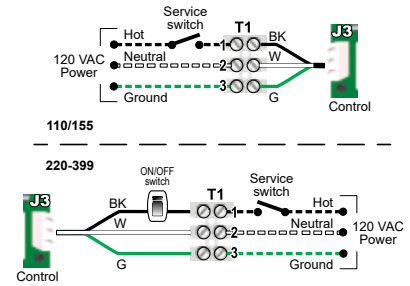 Service
switch
T1
J3
Hot
BK
1
120 VAC
Power
Neutral
2
W
3
Ground
G
Control
110/155
220-399
ON/OFF
switch
Service
switch
J3
T1
BK
1
Hot
W
2
Neutral
120 VAC
Power
G
3
Ground
Control